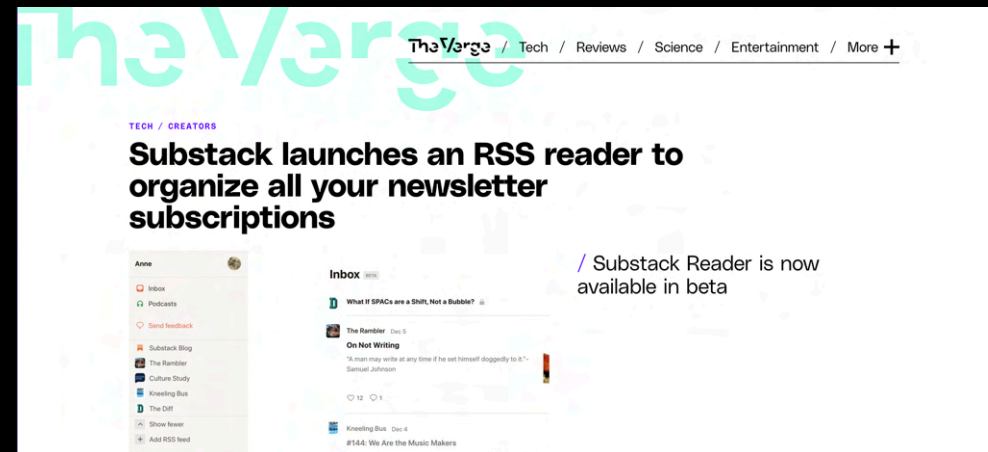 The Verge
The Verge / Tech / Reviews / Science / Entertainment / More +
TECH / CREATORS
Substack launches an RSS reader to
organize all your newsletter
subscriptions
/ Substack Reader is now
available in beta
Anne
Inbox
Podcasts
Send feedback
Substack Blog
The Rambler
Culture Study
Kneeling Bus
D The Diff
Show fewer
+ Add RSS feed
Inbox BETA
D What If SPACs are a Shift, Not a Bubble?
The Rambler Dec 5
On Not Writing
"A man may write at any time if he set himself doggedly to it."-
Samuel Johnson
12 1
Kneeling Bus Dec 4
#144: We Are the Music Makers